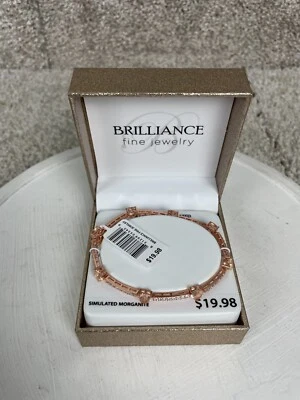 BRILLIANCE
fine jewelry
$19.98
SIMULATED MORGANITE
$19.98